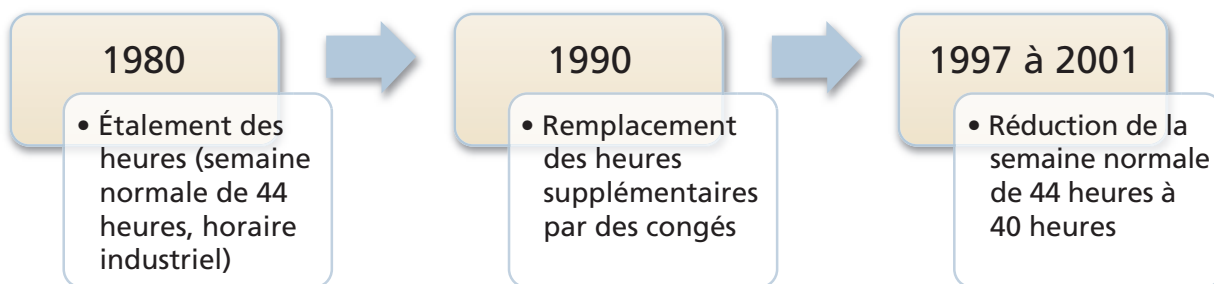 1980
• Étalement des
heures (semaine
normale de 44
heures, horaire
industriel)
1990
• Remplacement
des heures
supplémentaires
par des congés
1997 à 2001
• Réduction de la
semaine normale
de 44 heures à
40 heures